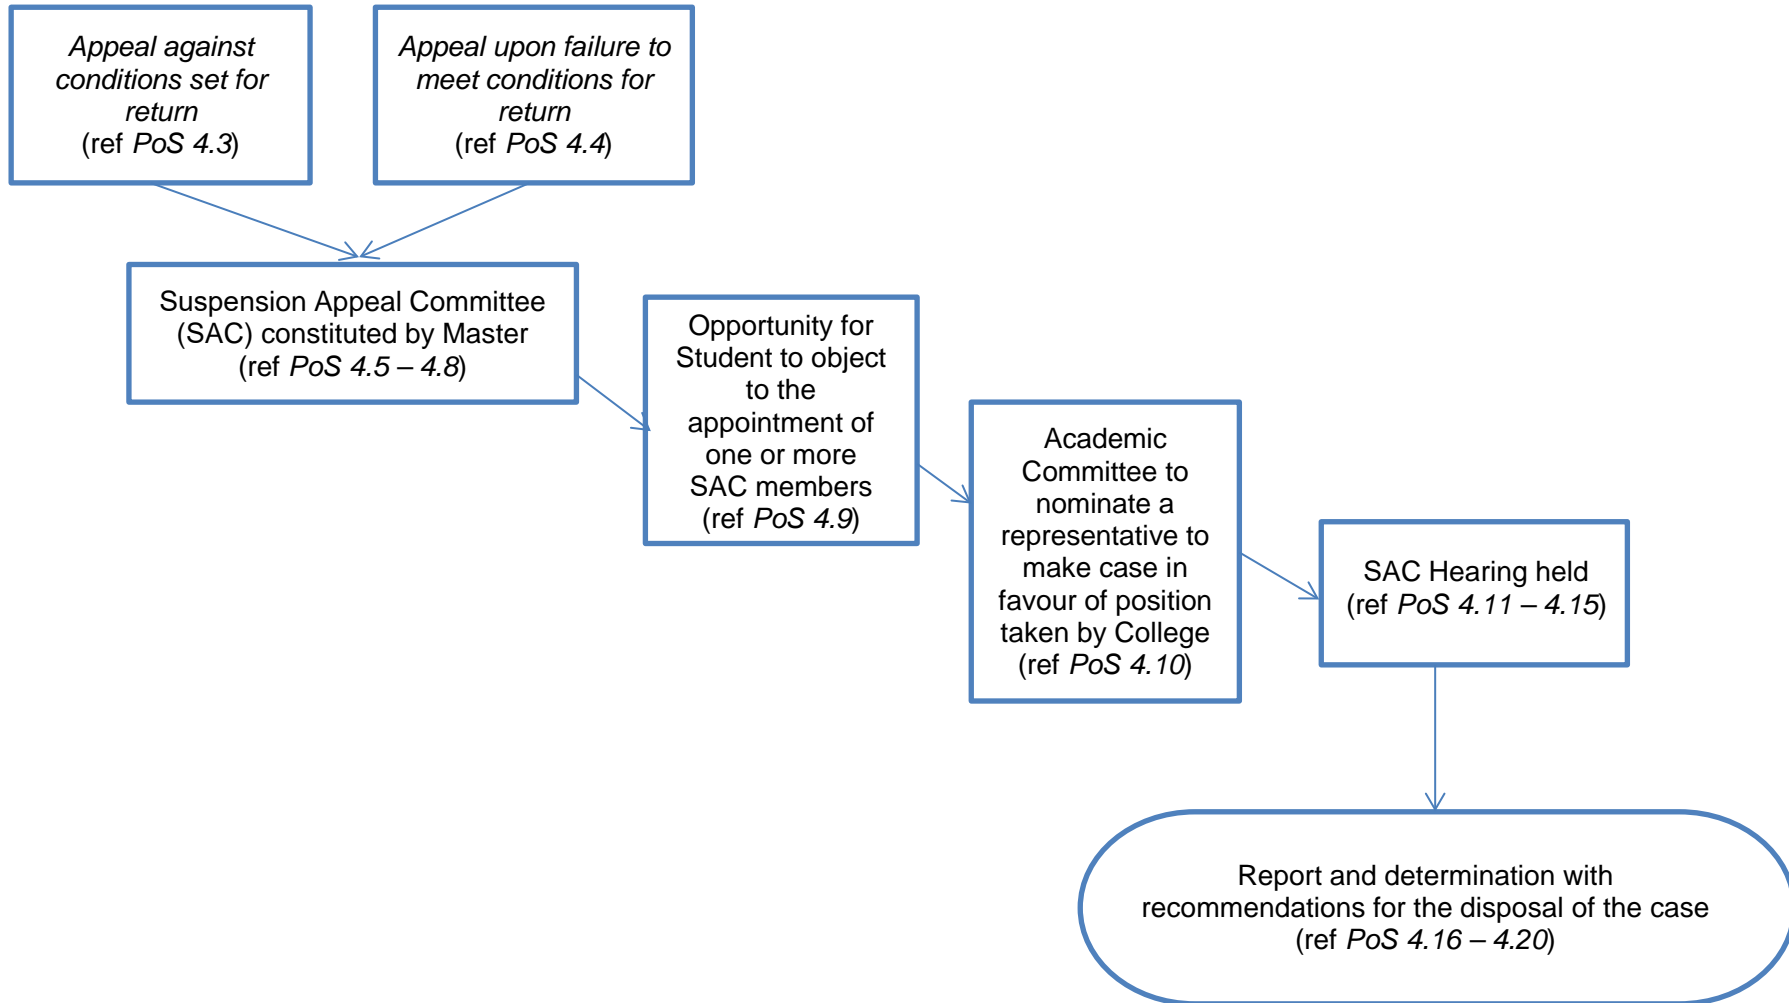 Appeal against
conditions set for
return
(ref PoS 4.3)
Appeal upon failure to
meet conditions for
return
(ref PoS 4.4)
Suspension Appeal Committee
(SAC) constituted by Master
(ref PoS 4.5 – 4.8)
Opportunity for
Student to object
to the
appointment of
one or more
SAC members
(ref PoS 4.9)
Academic
Committee to
nominate a
representative to
make case in
favour of position
taken by College
(ref PoS 4.10)
SAC Hearing held
(ref PoS 4.11 – 4.15)
Report and determination with
recommendations for the disposal of the case
(ref PoS 4.16 – 4.20)